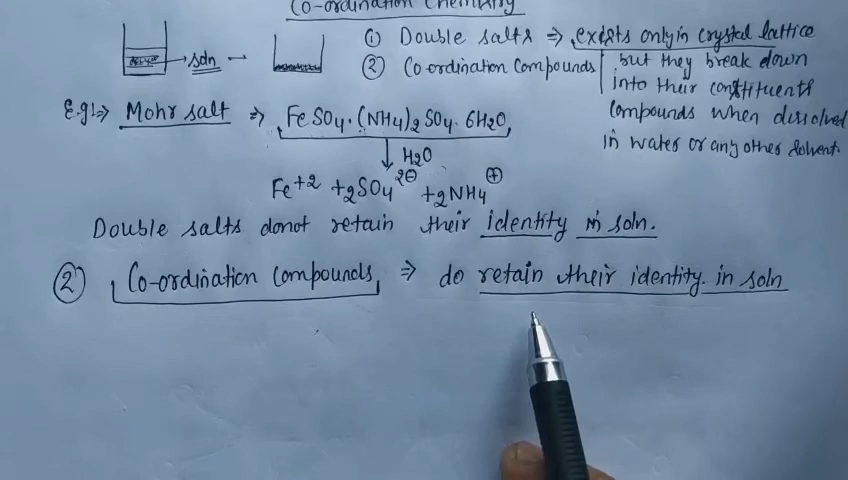 Co-ordination Chemistry
① Double salts ⇒ exists only in crystal lattice
② Co-ordination Compounds
but they break down
into their constituents
compounds when dissolved
in water or any other solvent.
soln
E.g:⇒ Mohr salt ⇒ FeSO4·(NH4)2SO4·6H2O
H2O
Fe+2 +2SO4 2⊖ +2NH4 ⊕
Double salts donot retain their identity in soln.
② Co-ordination Compounds ⇒ do retain their identity in soln